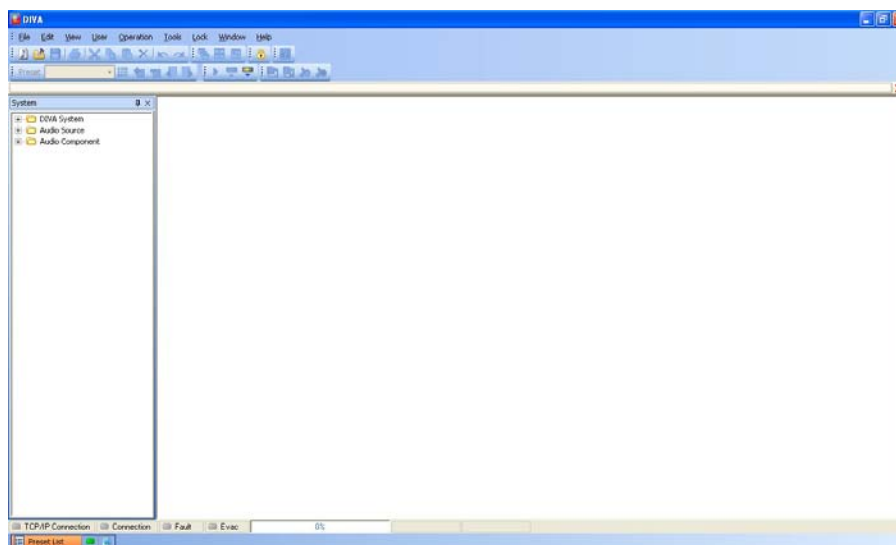 DIVA
File Edit View User Operation Tools Lock Window Help
Preset
System
DIVA System
Audio Source
Audio Component
TCP/IP Connection Connection Fault Evac 0%
Preset List